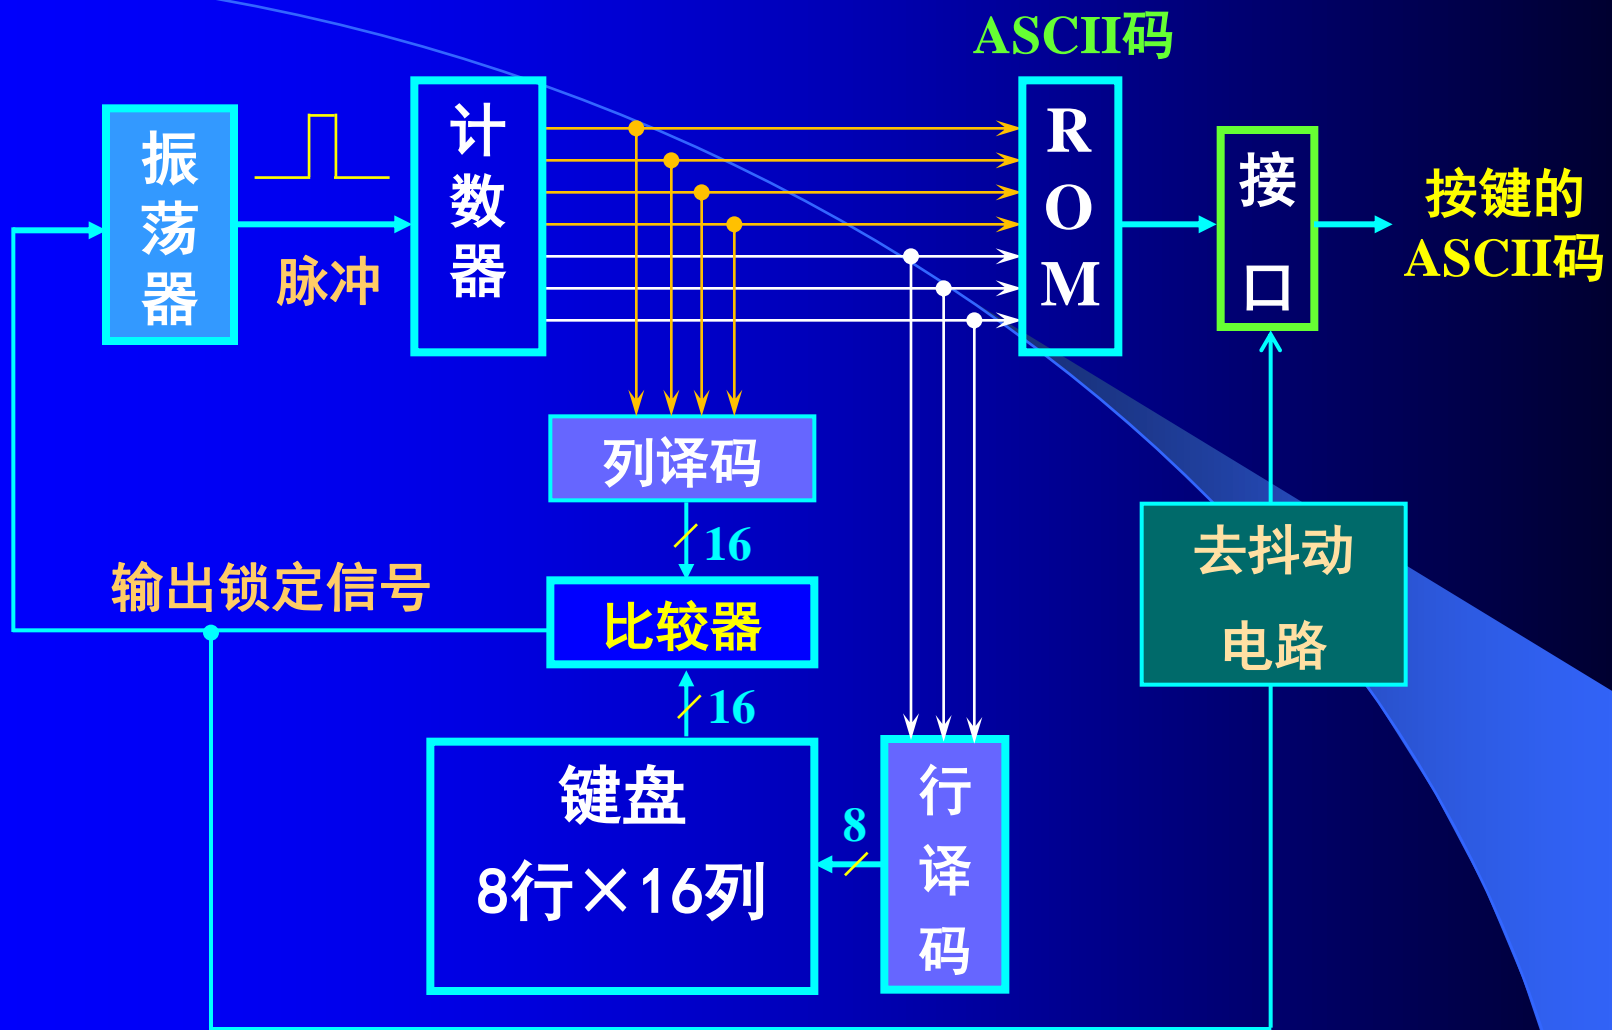 ASCII码
振荡器
脉冲
计数器
ROM
接口
按键的
ASCII码
列译码
16
输出锁定信号
比较器
16
去抖动
电路
键盘
8行×16列
8
行译码